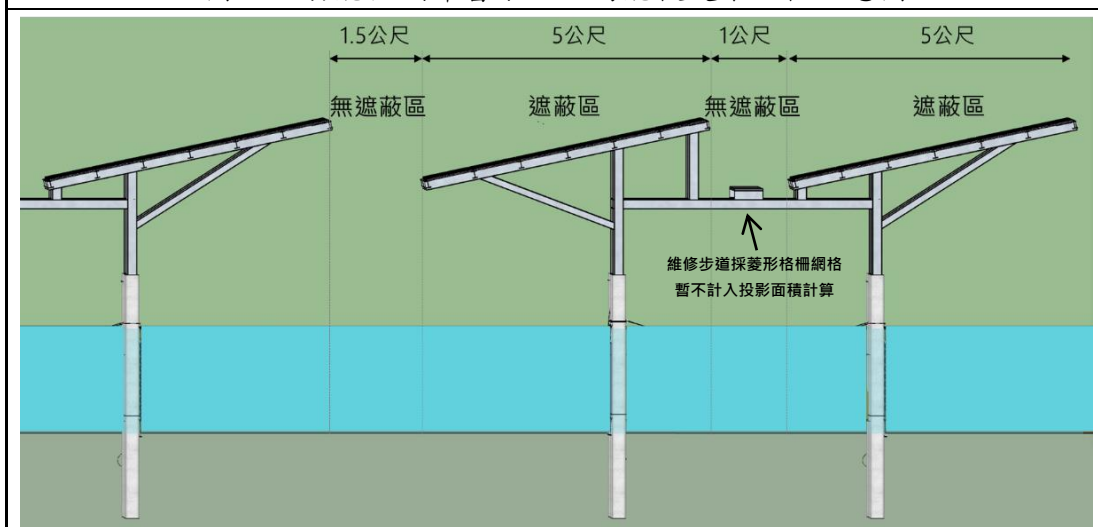 1.5公尺 5公尺 1公尺 5公尺
無遮蔽區 遮蔽區 無遮蔽區 遮蔽區
維修步道採菱形格柵網格
暫不計入投影面積計算